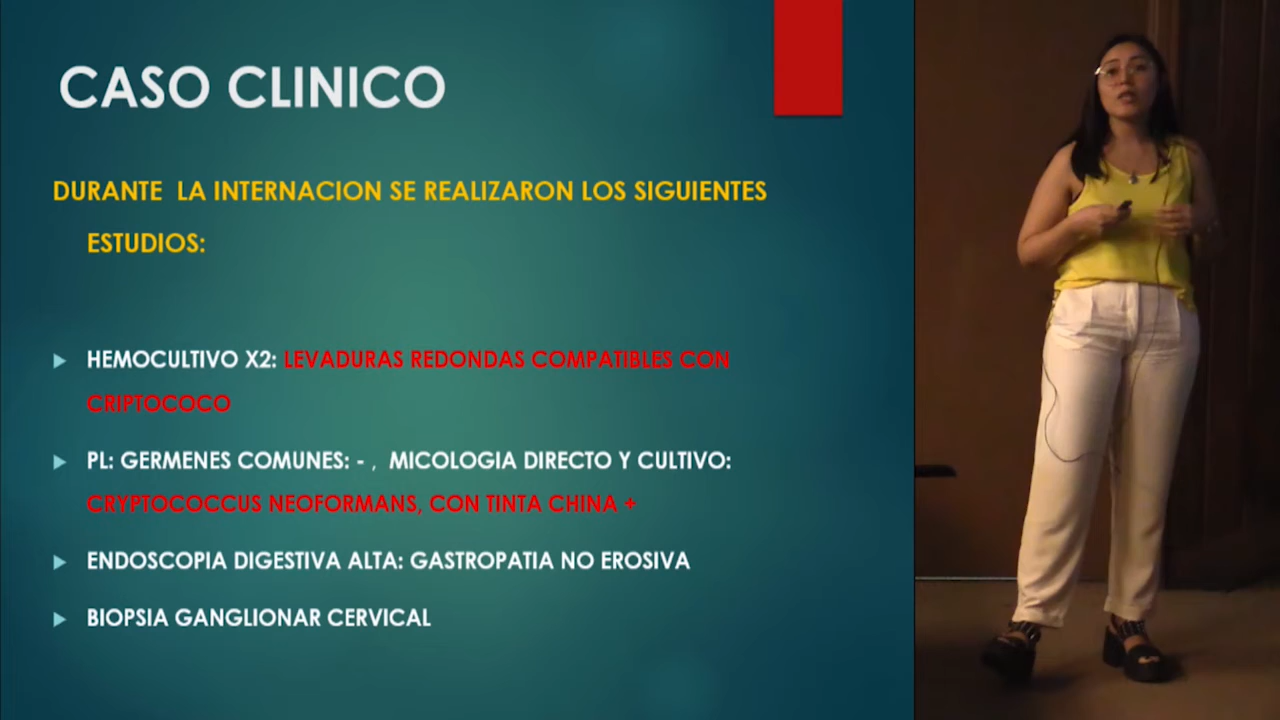 CASO CLINICO
DURANTE LA INTERNACION SE REALIZARON LOS SIGUIENTES
ESTUDIOS:
HEMOCULTIVO X2: LEVADURAS REDONDAS COMPATIBLES CON
CRIPTOCOCO
PL: GERMENES COMUNES: - , MICOLOGIA DIRECTO Y CULTIVO:
CRYPTOCOCCUS NEOFORMANS, CON TINTA CHINA +
ENDOSCOPIA DIGESTIVA ALTA: GASTROPATIA NO EROSIVA
BIOPSIA GANGLIONAR CERVICAL